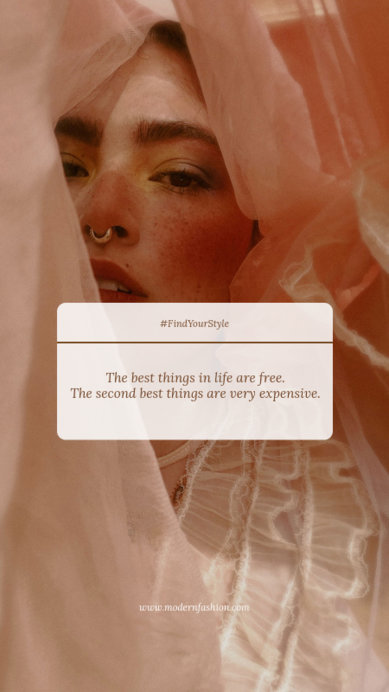 #FindYourStyle
The best things in life are free.
The second best things are very expensive.
www.modernfashion.com